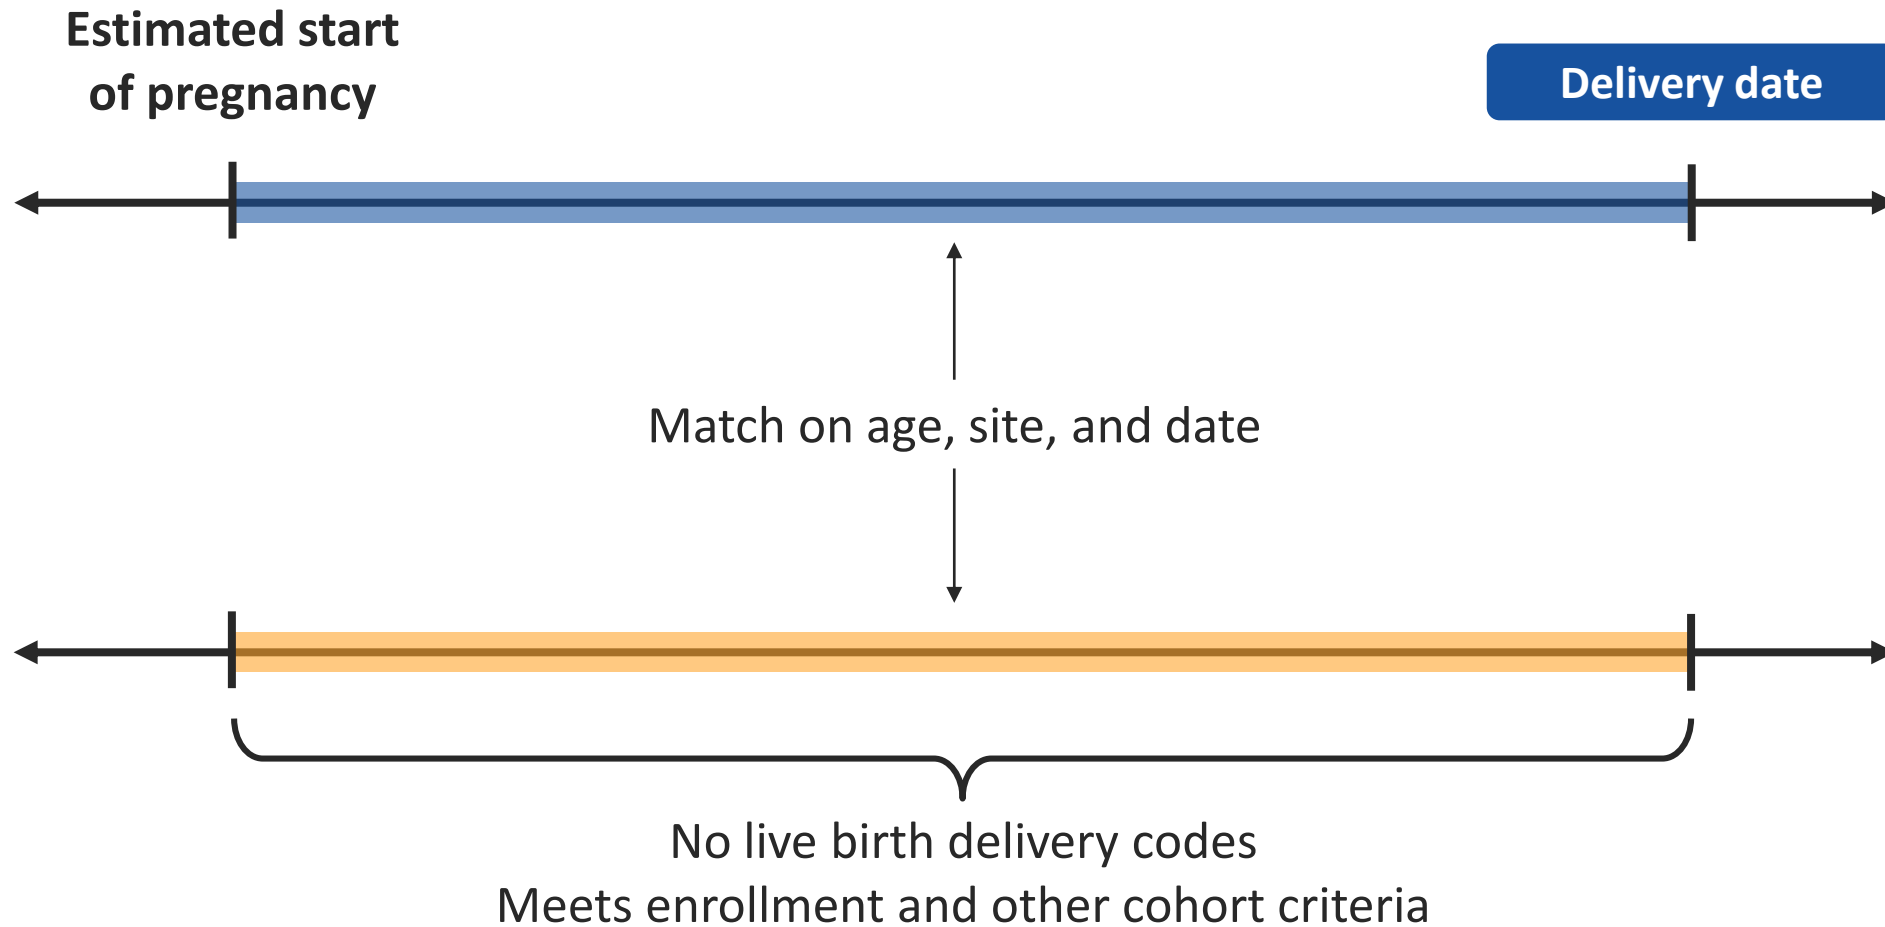 Estimated start
of pregnancy
Delivery date
Match on age, site, and date
No live birth delivery codes
Meets enrollment and other cohort criteria